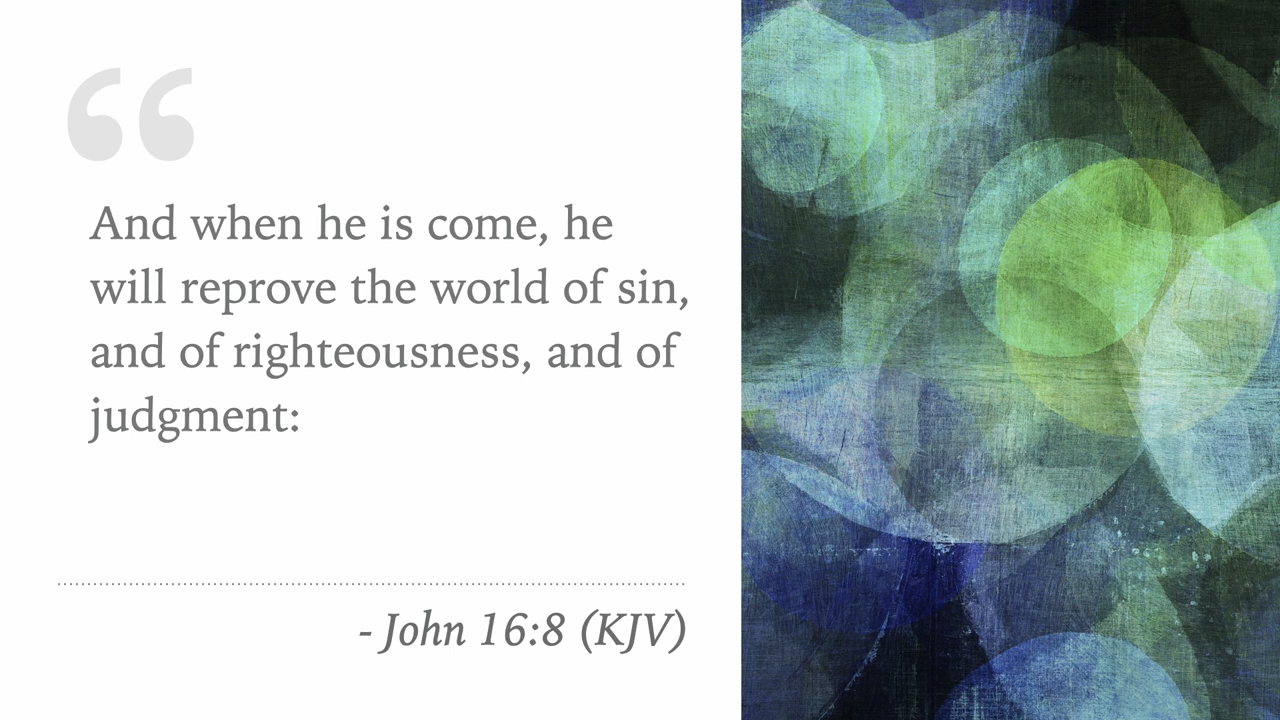 “
And when he is come, he
will reprove the world of sin,
and of righteousness, and of
judgment:
- John 16:8 (KJV)